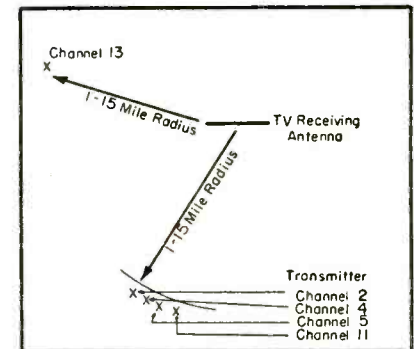 Channel 13
X
1-15 Mile Radius
TV Receiving
Antenna
1-15 Mile Radius
Transmitter
X Channel 2
X Channel 4
X Channel 5
X Channel 11